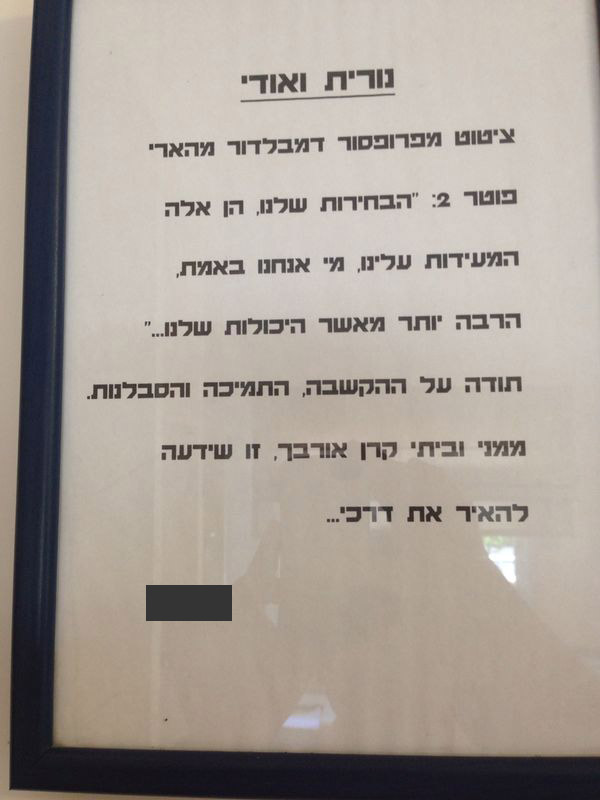 נורית ואודי
ציטוט מפרופסור דמבלדור מהארי
פוטר 2: "הבחירות שלנו, הן אלה
המעידות עלינו, מי אנחנו באמת,
הרבה יותר מאשר היכולות שלנו..."
תודה על ההקשבה, התמיכה והסבלנות.
ממני וביתי קרן אורבך, זו שידעה
להאיר את דרכי...